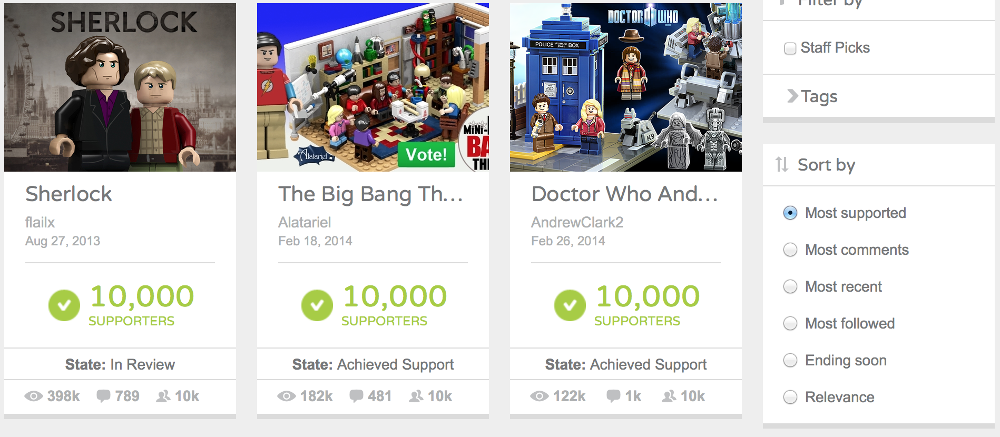 SHERLOCK
Sherlock
flailx
Aug 27, 2013
10,000
SUPPORTERS
State: In Review
398k 789 10k
Alatariel
Vote!
MiNi-
BA
TH
The Big Bang Th...
Alatariel
Feb 18, 2014
10,000
SUPPORTERS
State: Achieved Support
182k 481 10k
DOCTOR WHO
POLICE PUBLIC CALL BOX
K9
Doctor Who And...
AndrewClark2
Feb 26, 2014
10,000
SUPPORTERS
State: Achieved Support
122k 1k 10k
Filter by
Staff Picks
Tags
Sort by
Most supported
Most comments
Most recent
Most followed
Ending soon
Relevance